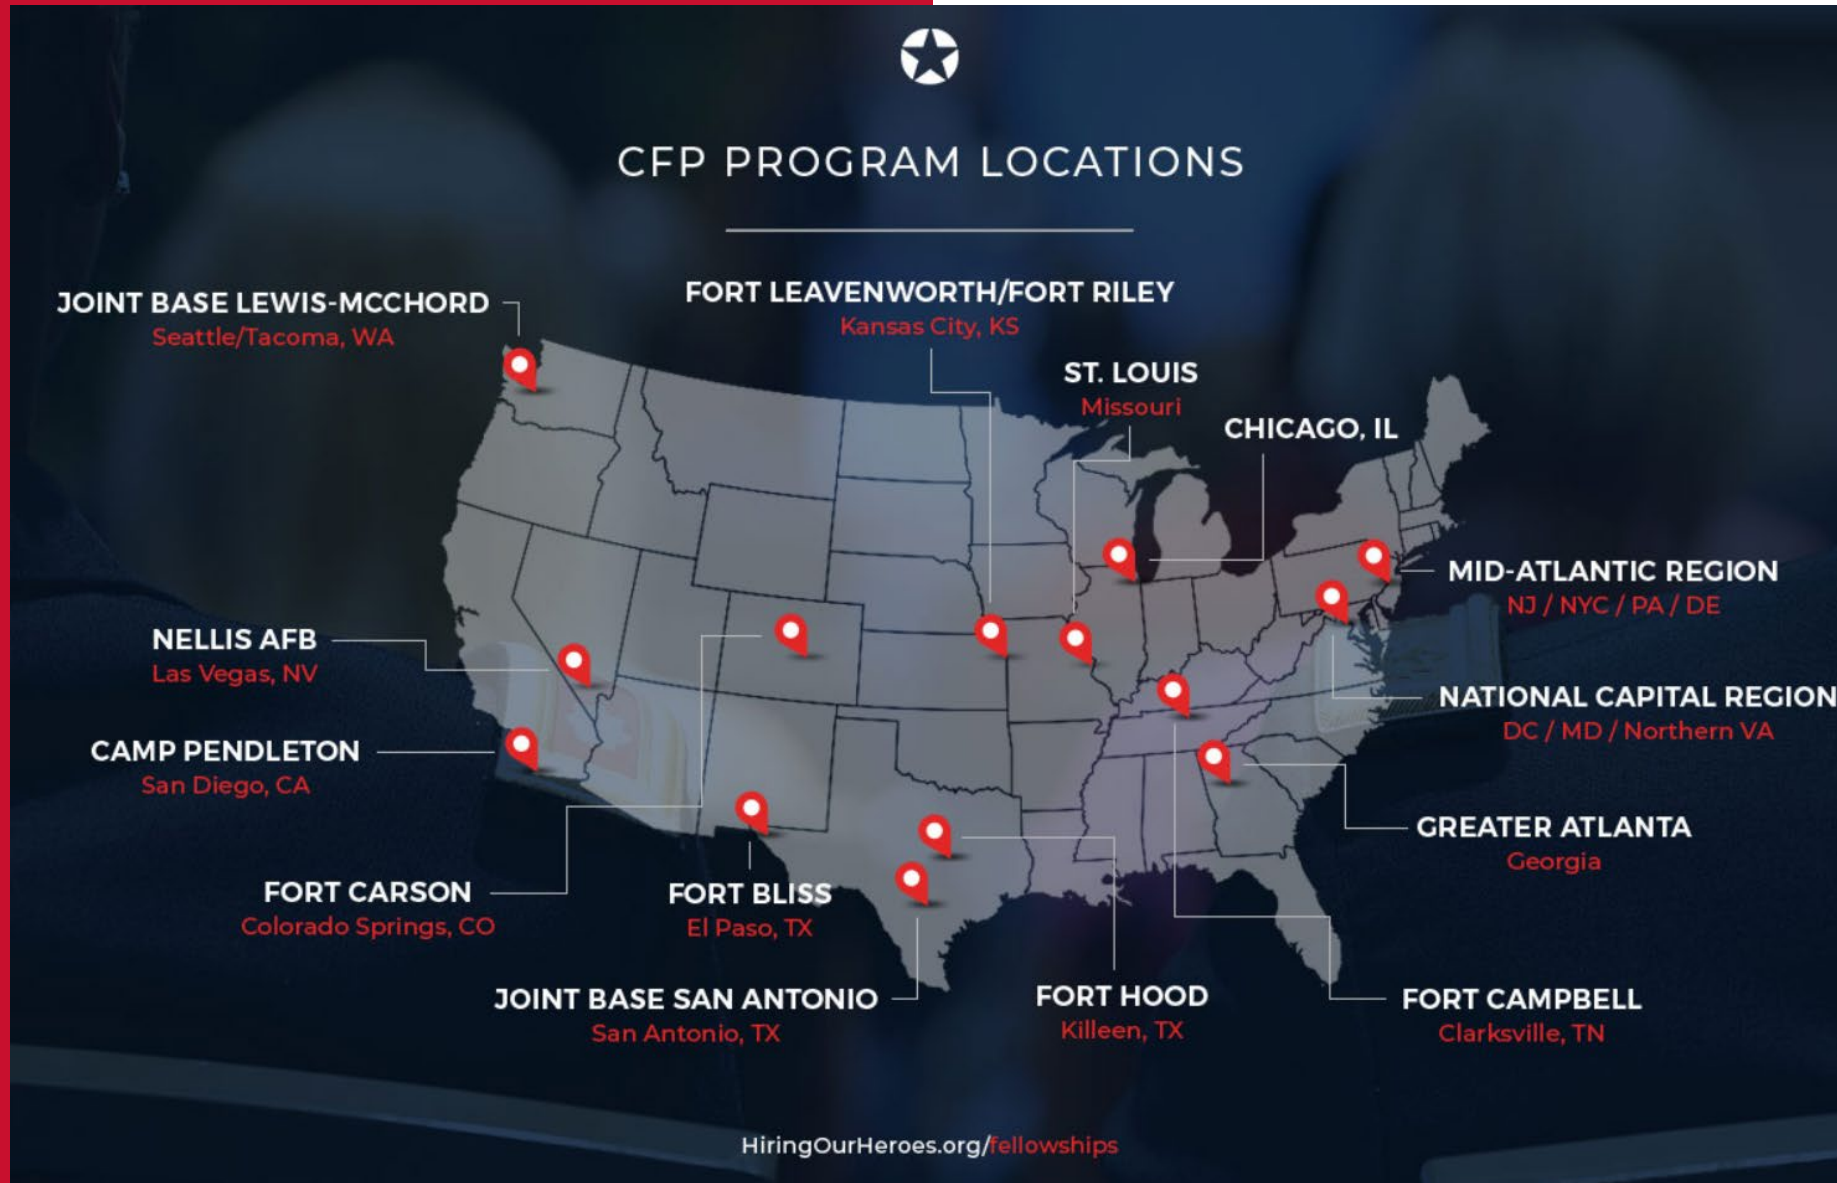 CFP PROGRAM LOCATIONS
JOINT BASE LEWIS-MCCHORD
Seattle/Tacoma, WA
FORT LEAVENWORTH/FORT RILEY
Kansas City, KS
ST. LOUIS
Missouri
CHICAGO, IL
MID-ATLANTIC REGION
NJ / NYC / PA / DE
NELLIS AFB
Las Vegas, NV
NATIONAL CAPITAL REGION
DC / MD / Northern VA
CAMP PENDLETON
San Diego, CA
GREATER ATLANTA
Georgia
FORT CARSON
Colorado Springs, CO
FORT BLISS
El Paso, TX
JOINT BASE SAN ANTONIO
San Antonio, TX
FORT HOOD
Killeen, TX
FORT CAMPBELL
Clarksville, TN
HiringOurHeroes.org/fellowships